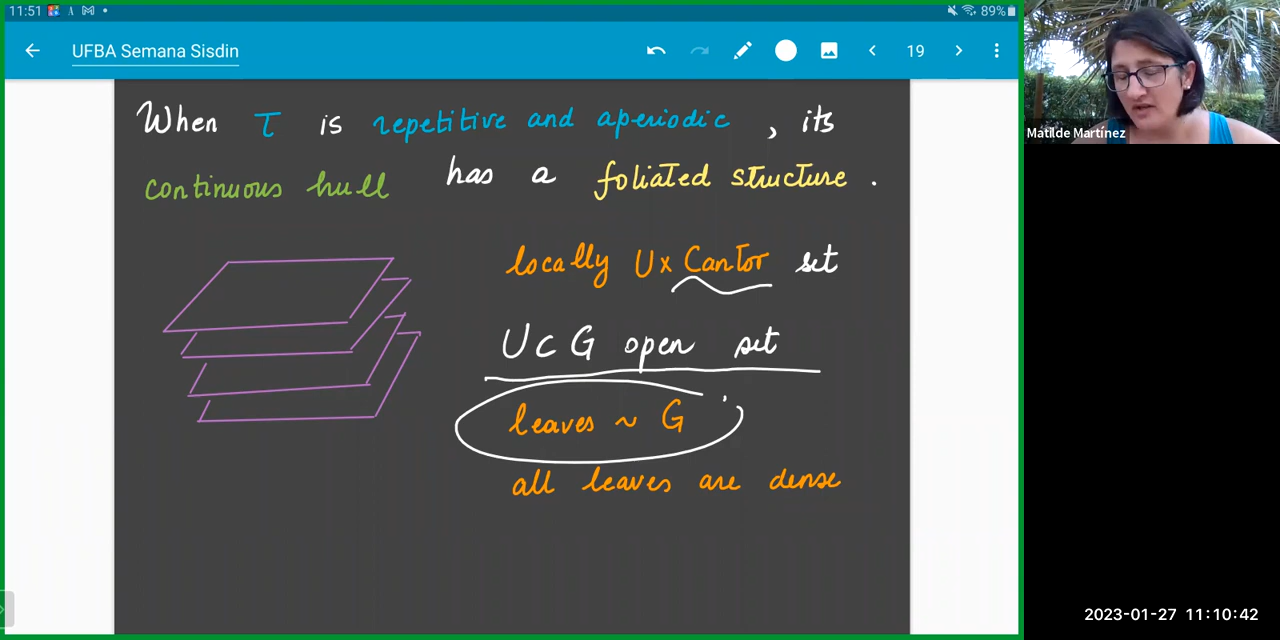 11:51
89%
UFBA Semana Sisdin
19
When τ is repetitive and aperiodic, its
continuous hull has a foliated structure.
locally U x Cantor set
U ⊂ G open set
leaves ~ G
all leaves are dense
Matilde Martínez
2023-01-27 11:10:42